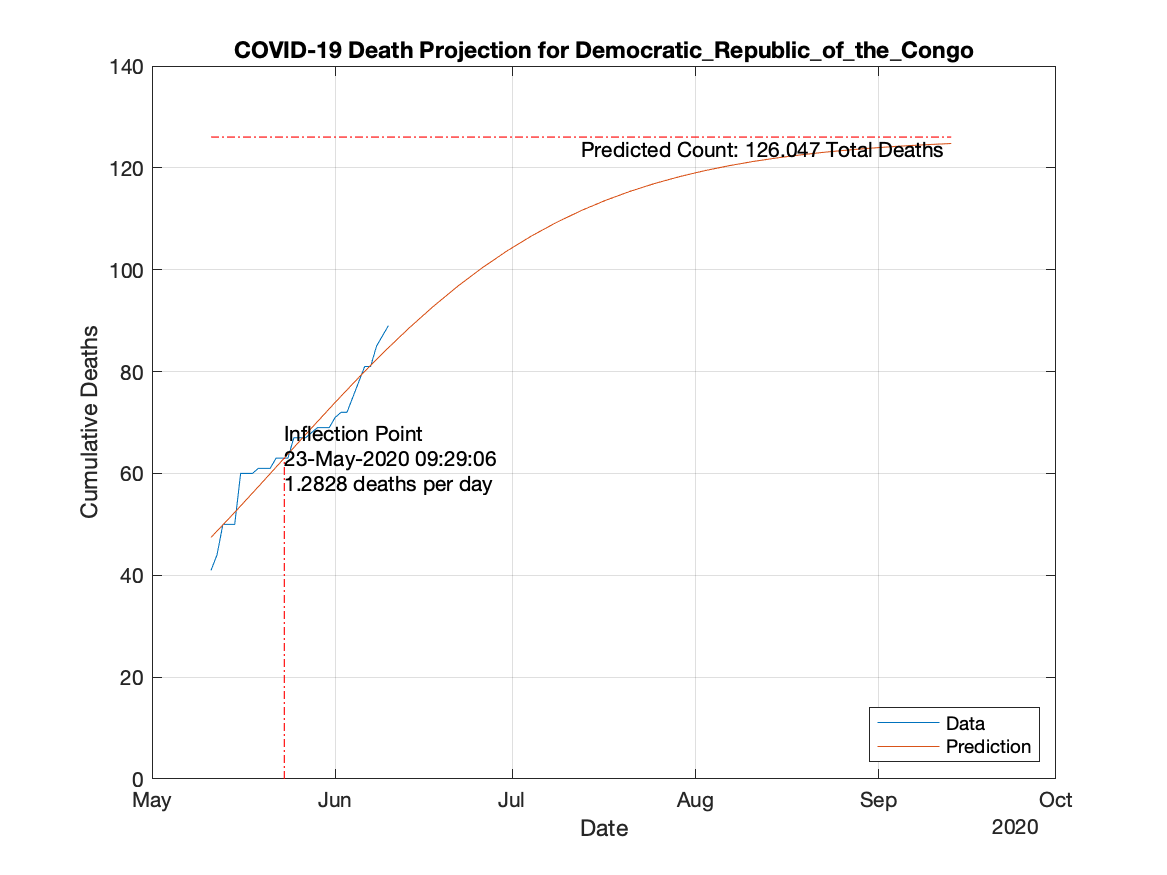 COVID-19 Death Projection for Democratic_Republic_of_the_Congo
140
120
100
80
60
40
20
0
Cumulative Deaths
Predicted Count: 126.047 Total Deaths
Inflection Point
23-May-2020 09:29:06
1.2828 deaths per day
Data
Prediction
May Jun Jul Aug Sep Oct
Date
2020